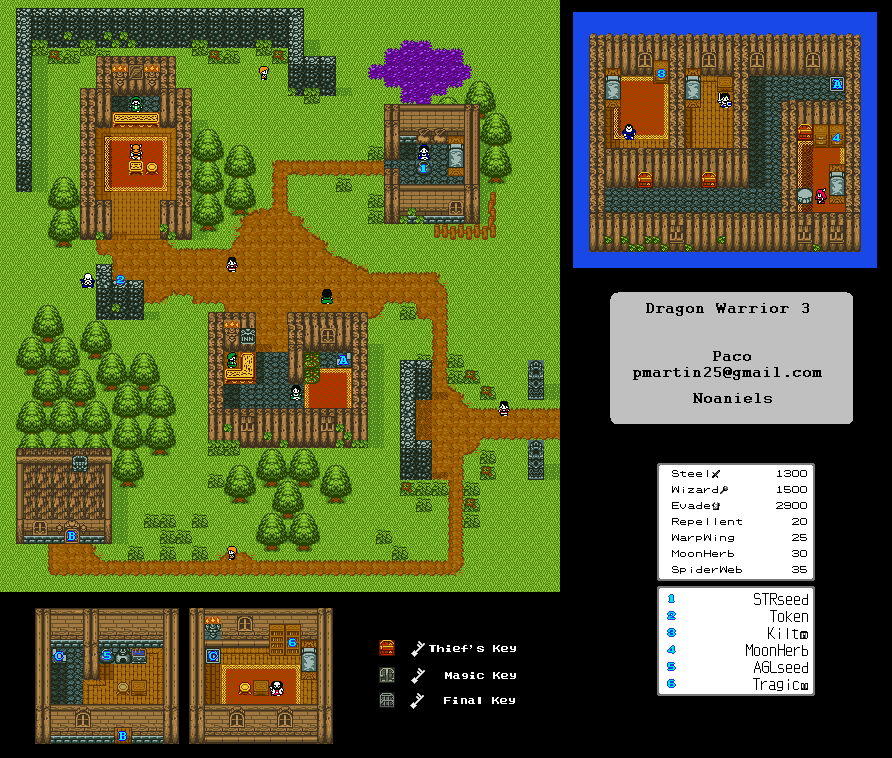 3
A
4
Dragon Warrior 3
Paco
pmartin25@gmail.com
Noaniels
1
2
INN
A
B
Steel 1300
Wizard 1500
Evade 2900
Repellent 20
WarpWing 25
MoonHerb 30
SpiderWeb 35
1 STRseed
2 Token
3 Kilt
4 MoonHerb
5 AGLseed
6 Tragic
C 5
B
C 6
Thief's Key
Magic Key
Final Key